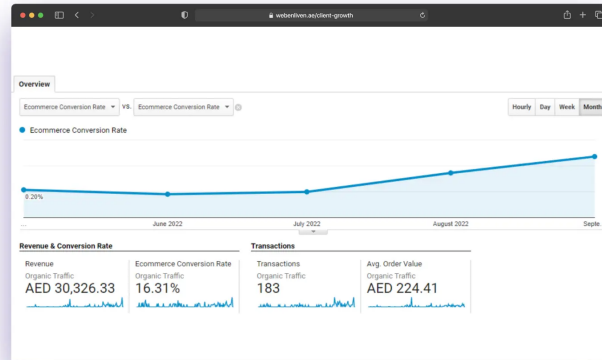 webenliven.ae/client-growth
Overview
Ecommerce Conversion Rate VS. Ecommerce Conversion Rate
Hourly Day Week Month
Ecommerce Conversion Rate
0.20%
... June 2022 July 2022 August 2022 Septe...
Revenue & Conversion Rate Transactions
Revenue Ecommerce Conversion Rate Transactions Avg. Order Value
Organic Traffic Organic Traffic Organic Traffic Organic Traffic
AED 30,326.33 16.31% 183 AED 224.41